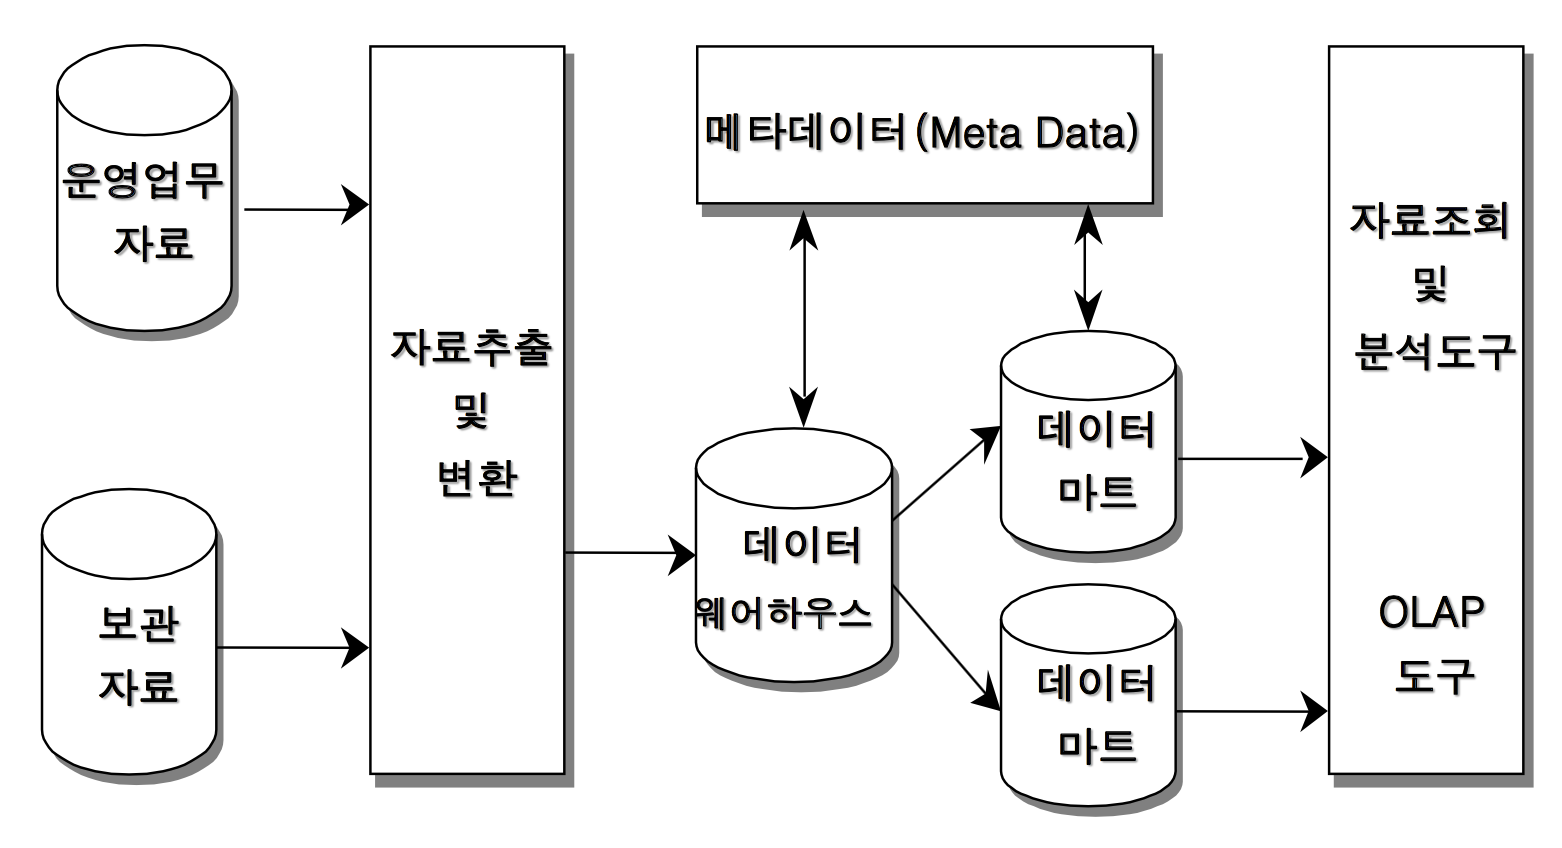 운영업무
자료
보관
자료
자료추출
및
변환
메타데이터(Meta Data)
데이터
웨어하우스
데이터
마트
데이터
마트
자료조회
및
분석도구
OLAP
도구